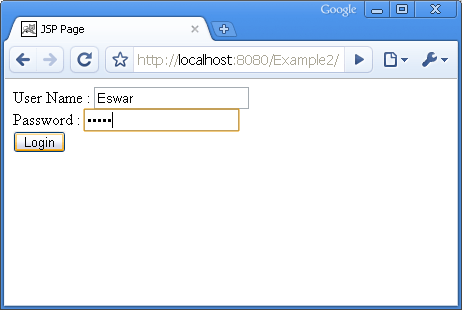 Google
JSP Page
http://localhost:8080/Example2/
User Name : Eswar
Password : •••••
Login